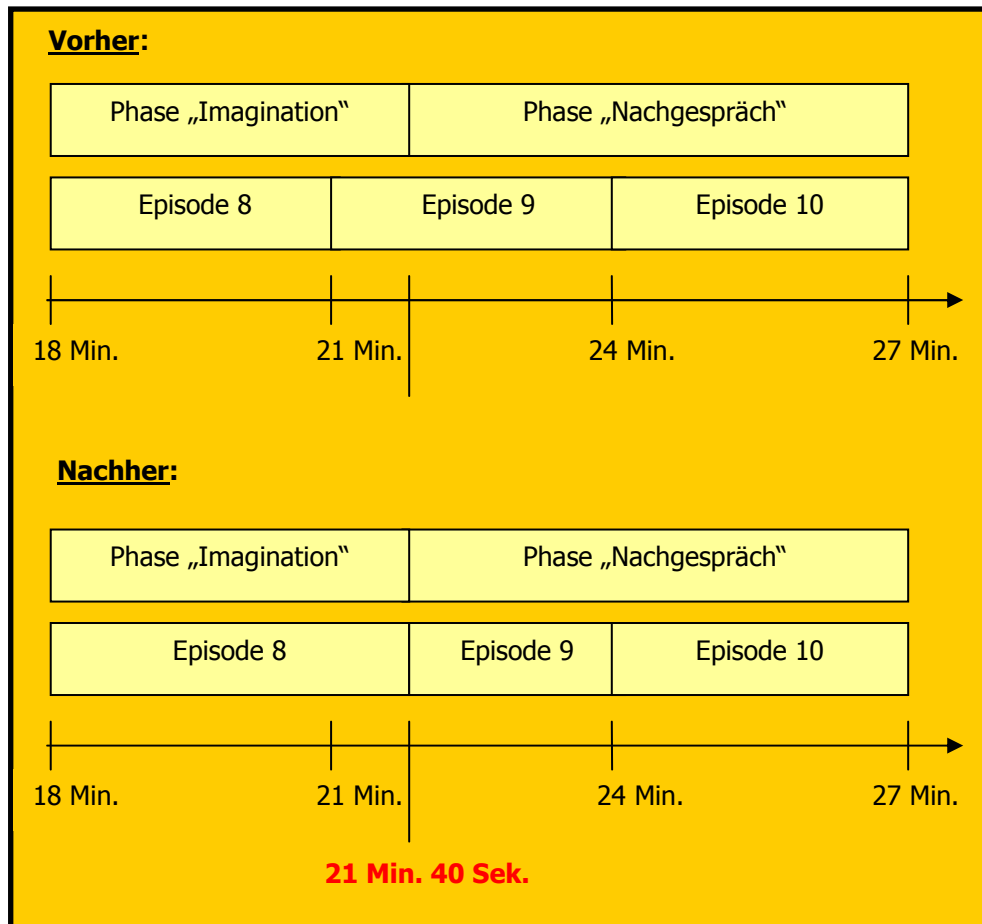 Vorher:
Phase „Imagination“ Phase „Nachgespräch“
Episode 8 Episode 9 Episode 10
18 Min. 21 Min. 24 Min. 27 Min.
Nachher:
Phase „Imagination“ Phase „Nachgespräch“
Episode 8 Episode 9 Episode 10
18 Min. 21 Min. 24 Min. 27 Min.
21 Min. 40 Sek.